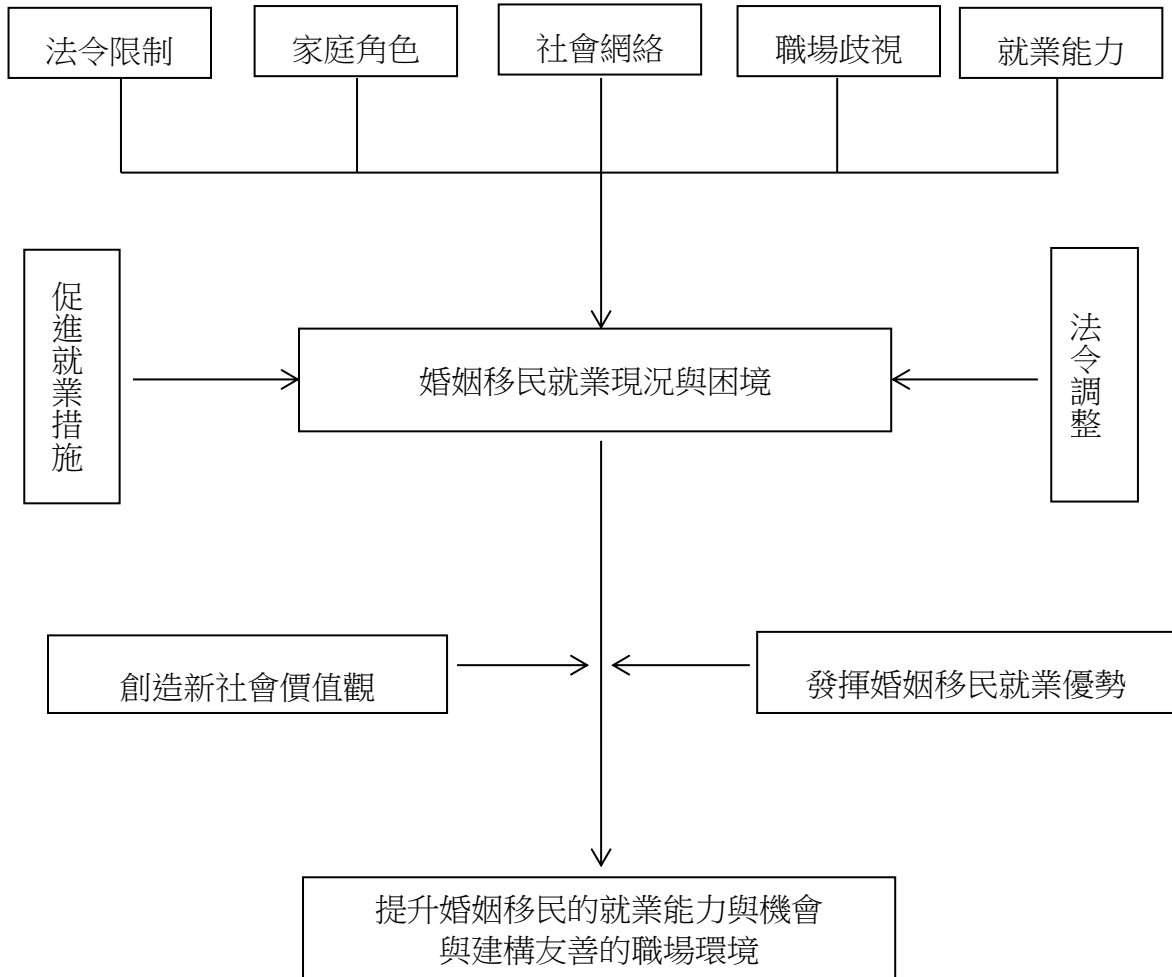 法令限制
家庭角色
社會網絡
職場歧視
就業能力
促進就業措施
婚姻移民就業現況與困境
法令調整
創造新社會價值觀
發揮婚姻移民就業優勢
提升婚姻移民的就業能力與機會
與建構友善的職場環境